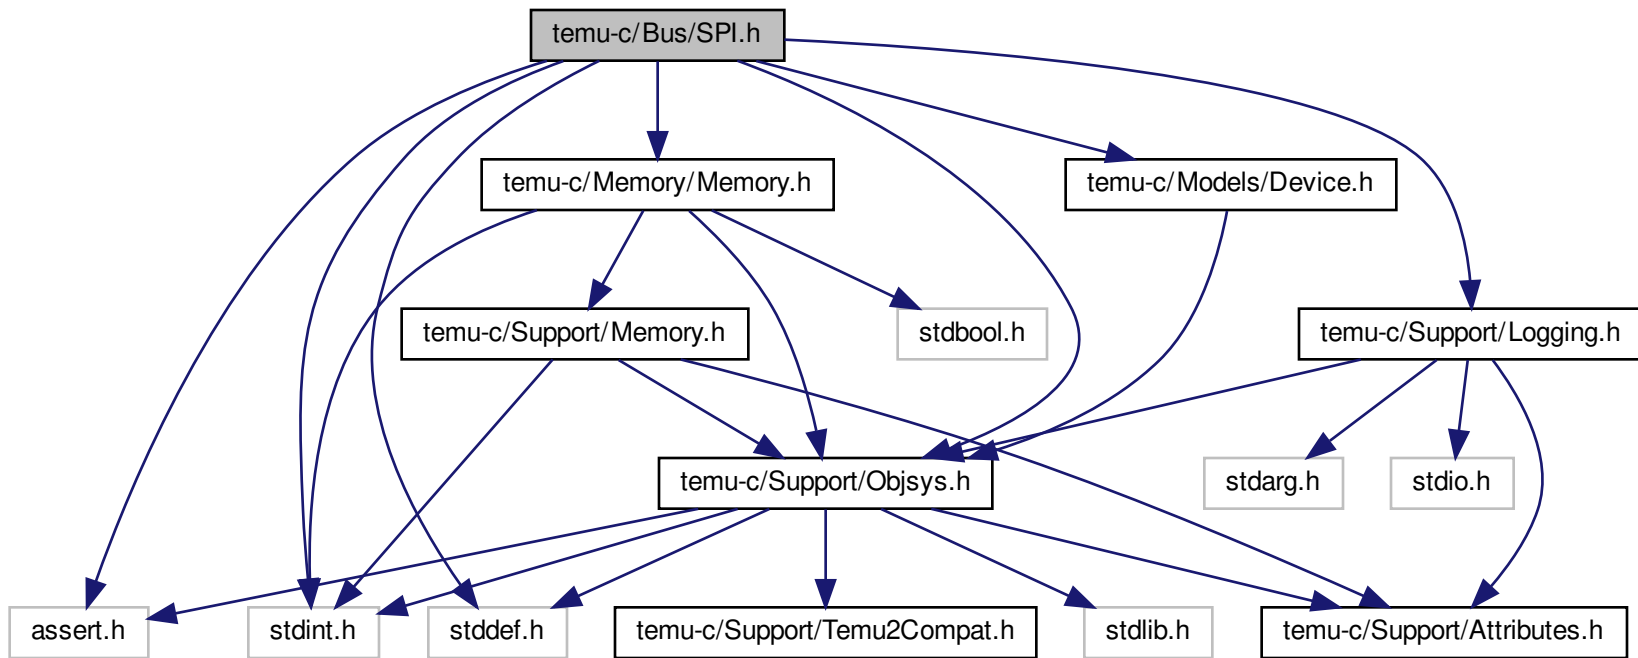 temu-c/Bus/SPI.h
temu-c/Memory/Memory.h
temu-c/Models/Device.h
temu-c/Support/Memory.h
stdbool.h
temu-c/Support/Logging.h
temu-c/Support/Objsys.h
stdarg.h
stdio.h
assert.h
stdint.h
stddef.h
temu-c/Support/Temu2Compat.h
stdlib.h
temu-c/Support/Attributes.h